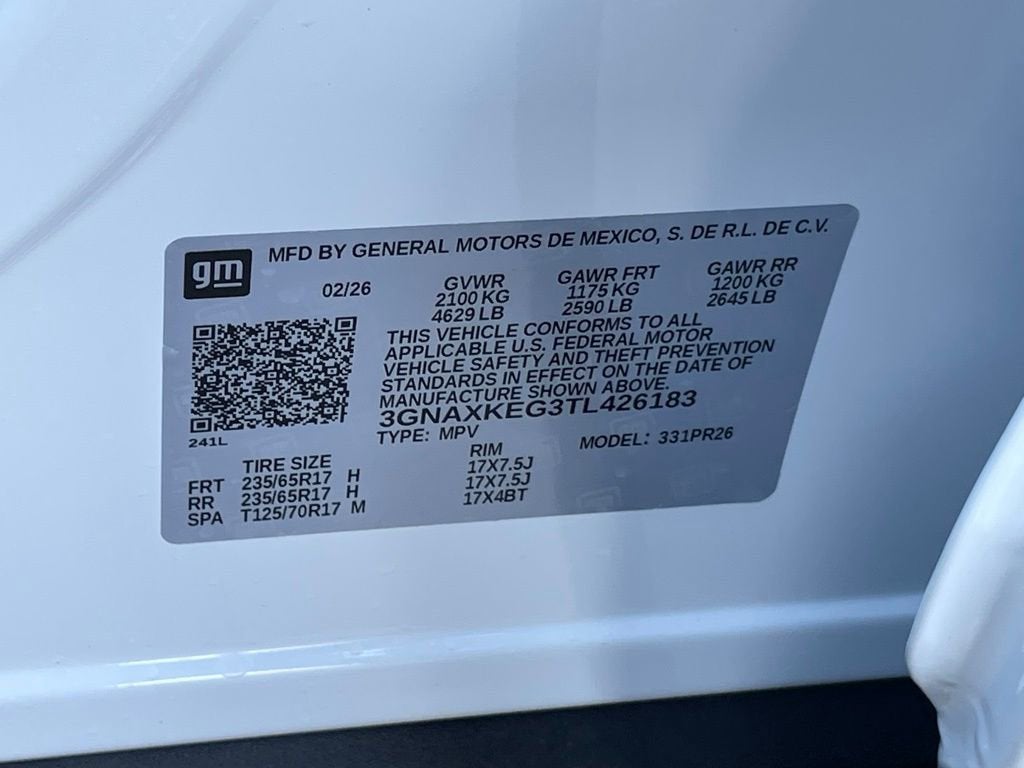 gm
MFD BY GENERAL MOTORS DE MEXICO, S. DE R.L. DE C.V.
02/26 GVWR GAWR FRT GAWR RR
2100 KG 1175 KG 1200 KG
4629 LB 2590 LB 2645 LB
THIS VEHICLE CONFORMS TO ALL
APPLICABLE U.S. FEDERAL MOTOR
VEHICLE SAFETY AND THEFT PREVENTION
STANDARDS IN EFFECT ON THE DATE OF
MANUFACTURE SHOWN ABOVE.
3GNAXKEG3TL426183
241L
TYPE: MPV MODEL: 331PR26
TIRE SIZE RIM
FRT 235/65R17 H 17X7.5J
RR 235/65R17 H 17X7.5J
SPA T125/70R17 M 17X4BT